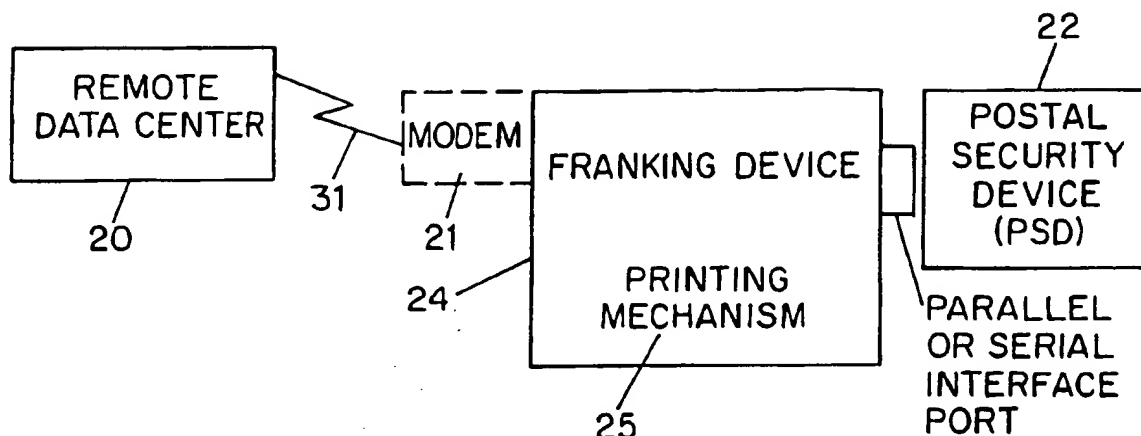 REMOTE
DATA CENTER
20
31
MODEM
21
FRANKING DEVICE
24
PRINTING
MECHANISM
25
22
POSTAL
SECURITY
DEVICE
(PSD)
PARALLEL
OR SERIAL
INTERFACE
PORT